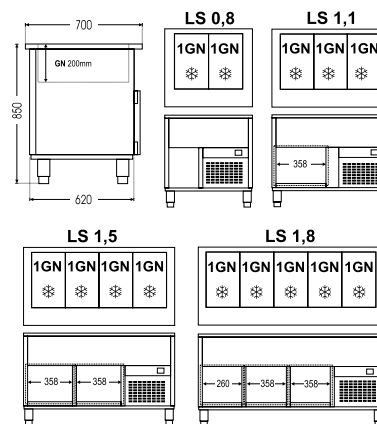 700
GN 200mm
850
620
LS 0,8
1GN 1GN
LS 1,1
1GN 1GN 1GN
358
LS 1,5
1GN 1GN 1GN 1GN
358 358
LS 1,8
1GN 1GN 1GN 1GN 1GN
260 358 358